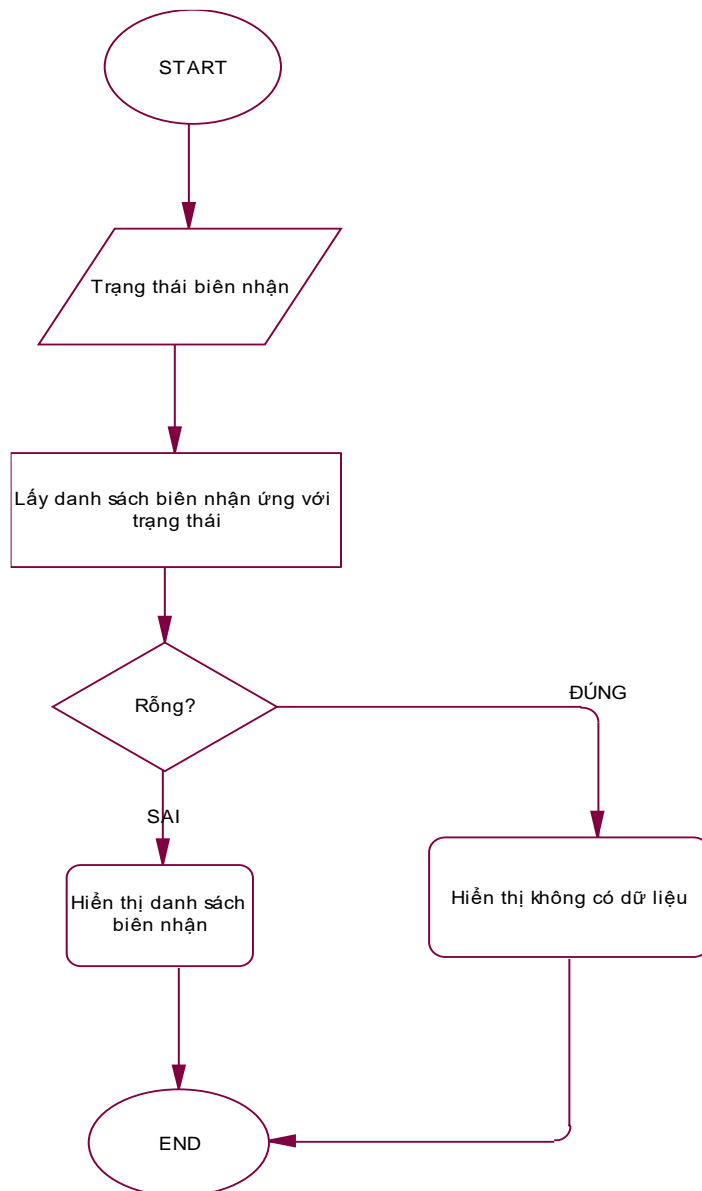 START
Trạng thái biên nhận
Lấy danh sách biên nhận ứng với
trạng thái
Rỗng?
ĐÚNG
SAI
Hiển thị danh sách
biên nhận
Hiển thị không có dữ liệu
END